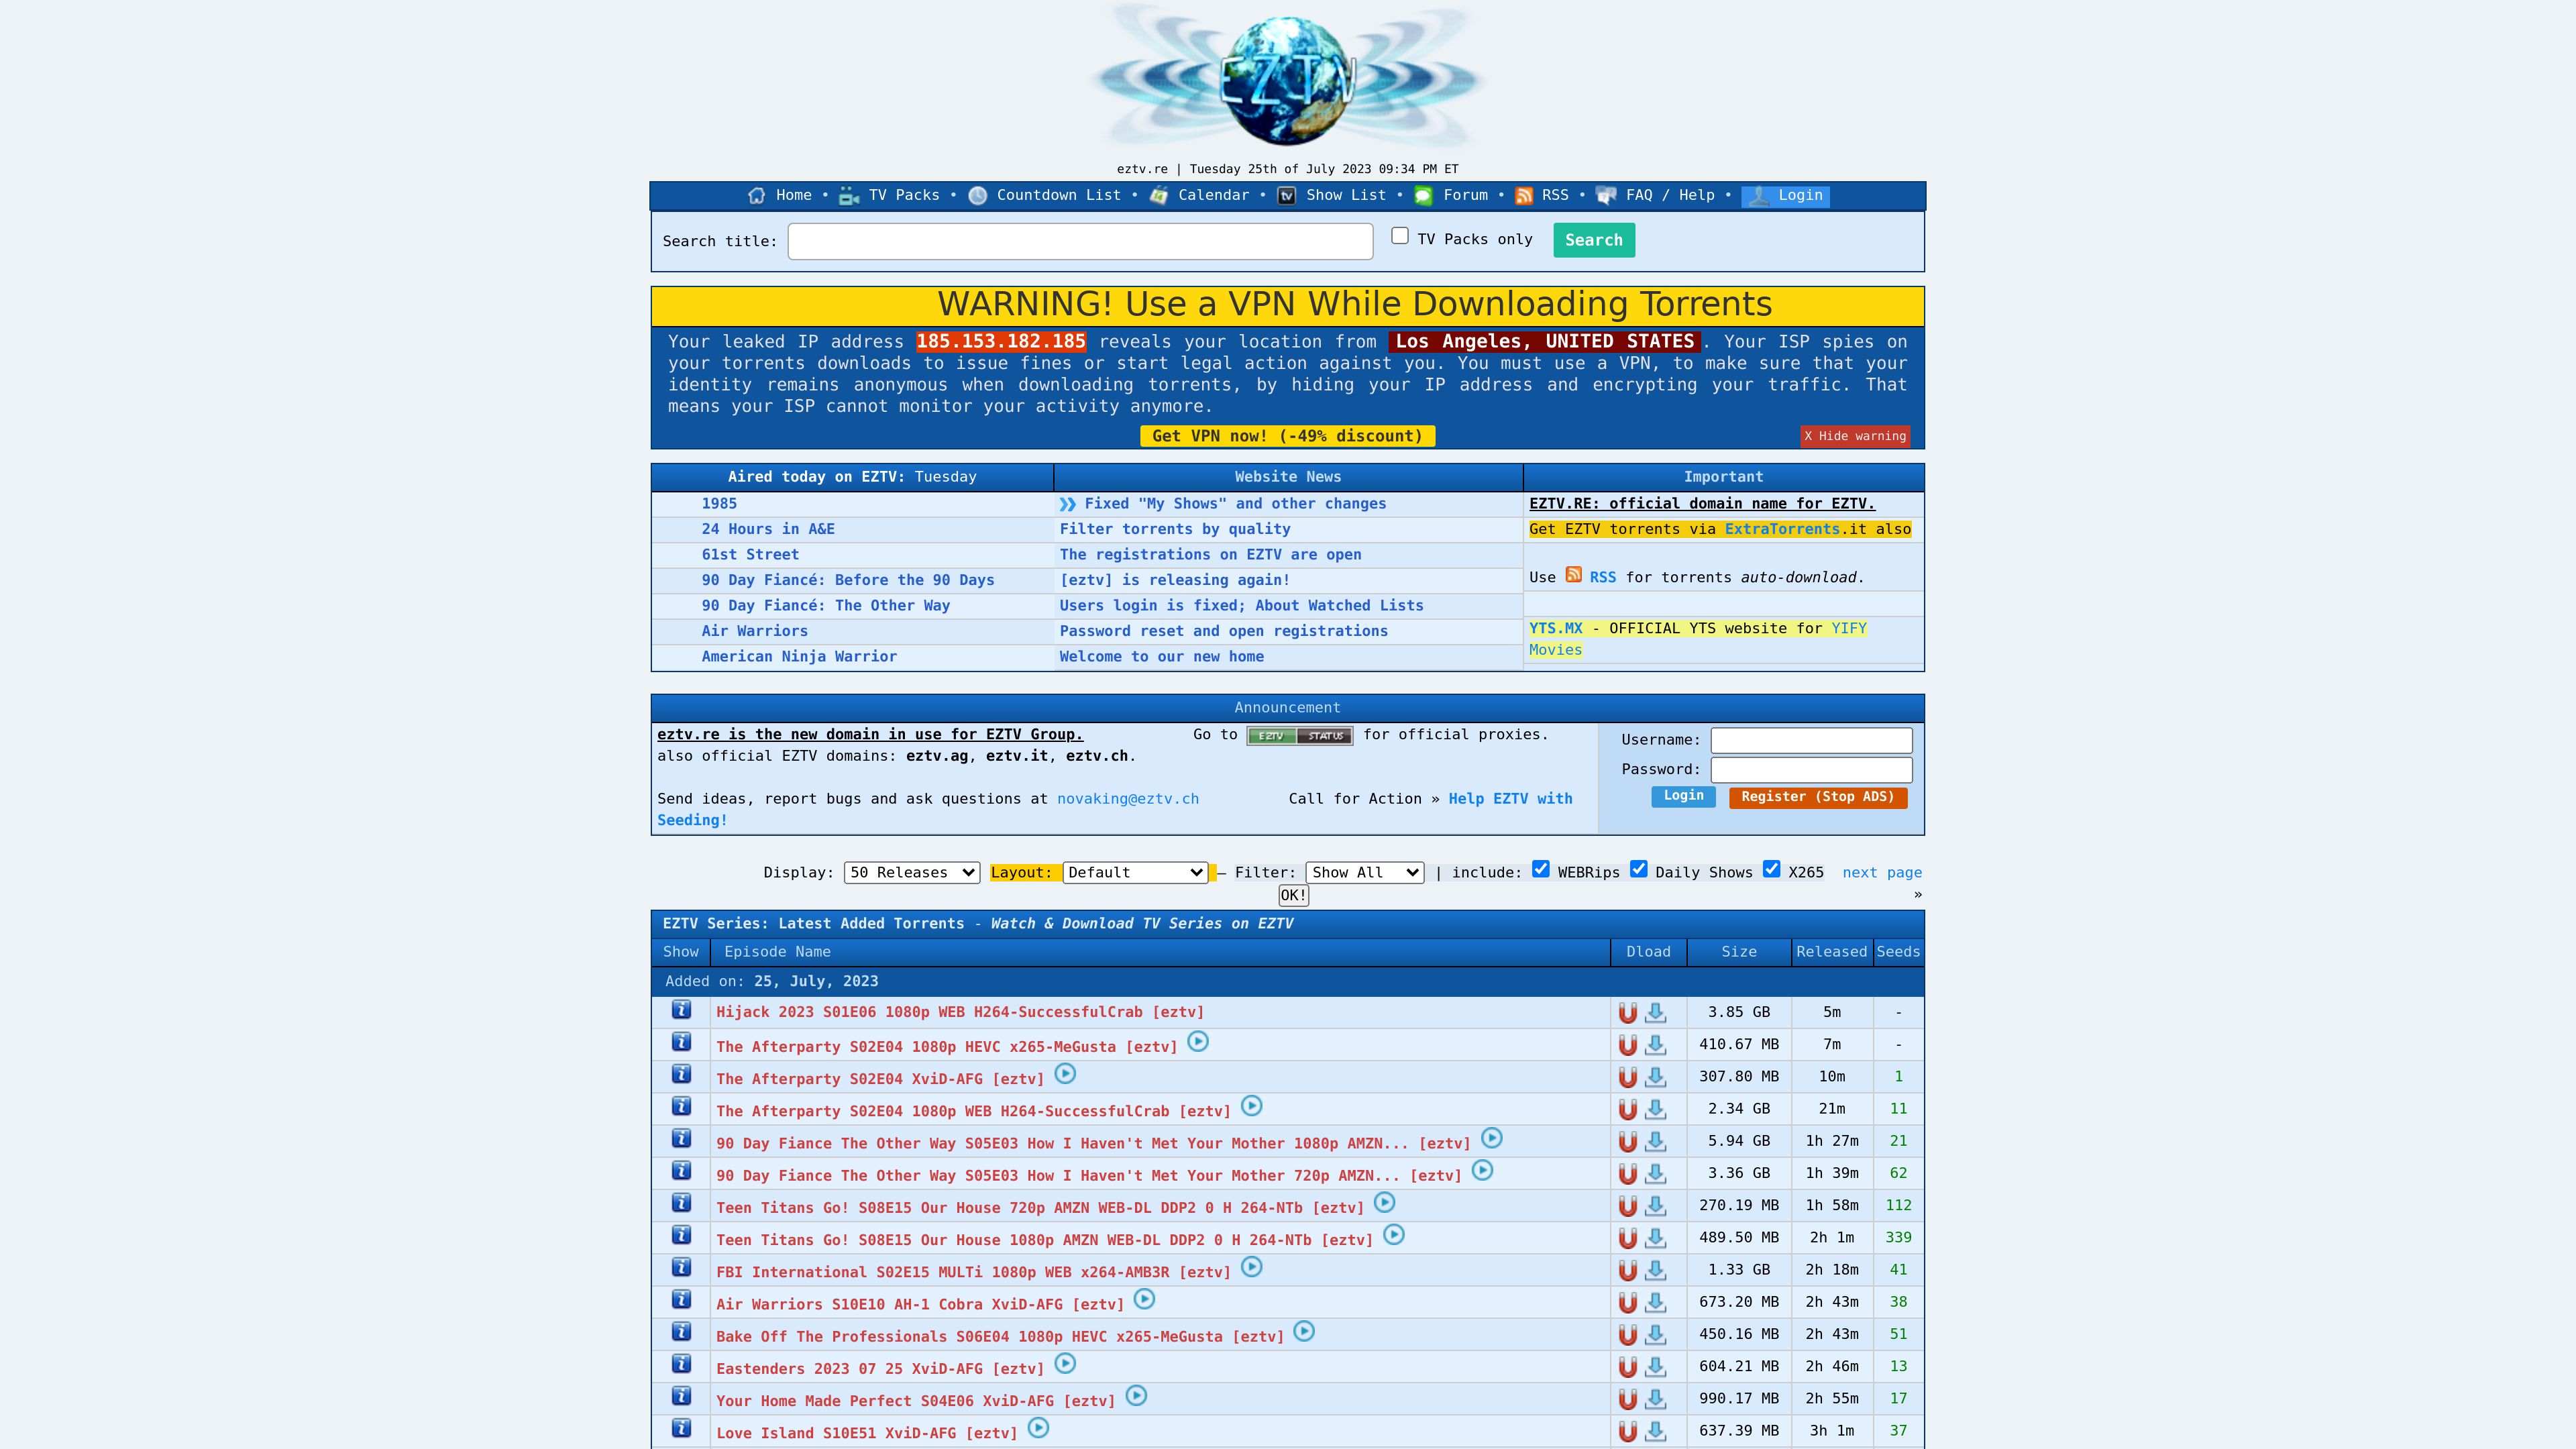 EZTV
eztv.re | Tuesday 25th of July 2023 09:34 PM ET
Home • TV Packs • Countdown List • Calendar • Show List • Forum • RSS • FAQ / Help • Login
Search title: TV Packs only Search
WARNING! Use a VPN While Downloading Torrents
Your leaked IP address 185.153.182.185 reveals your location from Los Angeles, UNITED STATES. Your ISP spies on
your torrents downloads to issue fines or start legal action against you. You must use a VPN, to make sure that your
identity remains anonymous when downloading torrents, by hiding your IP address and encrypting your traffic. That
means your ISP cannot monitor your activity anymore.
Get VPN now! (-49% discount) X Hide warning
Aired today on EZTV: Tuesday
1985
24 Hours in A&E
61st Street
90 Day Fiancé: Before the 90 Days
90 Day Fiancé: The Other Way
Air Warriors
American Ninja Warrior
Website News
Fixed "My Shows" and other changes
Filter torrents by quality
The registrations on EZTV are open
[eztv] is releasing again!
Users login is fixed; About Watched Lists
Password reset and open registrations
Welcome to our new home
Important
EZTV.RE: official domain name for EZTV.
Get EZTV torrents via ExtraTorrents.it also
Use RSS for torrents auto-download.
YTS.MX - OFFICIAL YTS website for YIFY
Movies
Announcement
eztv.re is the new domain in use for EZTV Group. Go to EZTV STATUS for official proxies.
also official EZTV domains: eztv.ag, eztv.it, eztv.ch.
Send ideas, report bugs and ask questions at novaking@eztv.ch Call for Action » Help EZTV with
Seeding!
Username:
Password:
Login Register (Stop ADS)
Display: 50 Releases Layout: Default – Filter: Show All | include: WEBRips Daily Shows X265 next page
OK! »
EZTV Series: Latest Added Torrents - Watch & Download TV Series on EZTV
Show Episode Name Dload Size Released Seeds
Added on: 25, July, 2023
Hijack 2023 S01E06 1080p WEB H264-SuccessfulCrab [eztv] 3.85 GB 5m -
The Afterparty S02E04 1080p HEVC x265-MeGusta [eztv] 410.67 MB 7m -
The Afterparty S02E04 XviD-AFG [eztv] 307.80 MB 10m 1
The Afterparty S02E04 1080p WEB H264-SuccessfulCrab [eztv] 2.34 GB 21m 11
90 Day Fiance The Other Way S05E03 How I Haven't Met Your Mother 1080p AMZN... [eztv] 5.94 GB 1h 27m 21
90 Day Fiance The Other Way S05E03 How I Haven't Met Your Mother 720p AMZN... [eztv] 3.36 GB 1h 39m 62
Teen Titans Go! S08E15 Our House 720p AMZN WEB-DL DDP2 0 H 264-NTb [eztv] 270.19 MB 1h 58m 112
Teen Titans Go! S08E15 Our House 1080p AMZN WEB-DL DDP2 0 H 264-NTb [eztv] 489.50 MB 2h 1m 339
FBI International S02E15 MULTi 1080p WEB x264-AMB3R [eztv] 1.33 GB 2h 18m 41
Air Warriors S10E10 AH-1 Cobra XviD-AFG [eztv] 673.20 MB 2h 43m 38
Bake Off The Professionals S06E04 1080p HEVC x265-MeGusta [eztv] 450.16 MB 2h 43m 51
Eastenders 2023 07 25 XviD-AFG [eztv] 604.21 MB 2h 46m 13
Your Home Made Perfect S04E06 XviD-AFG [eztv] 990.17 MB 2h 55m 17
Love Island S10E51 XviD-AFG [eztv] 637.39 MB 3h 1m 37